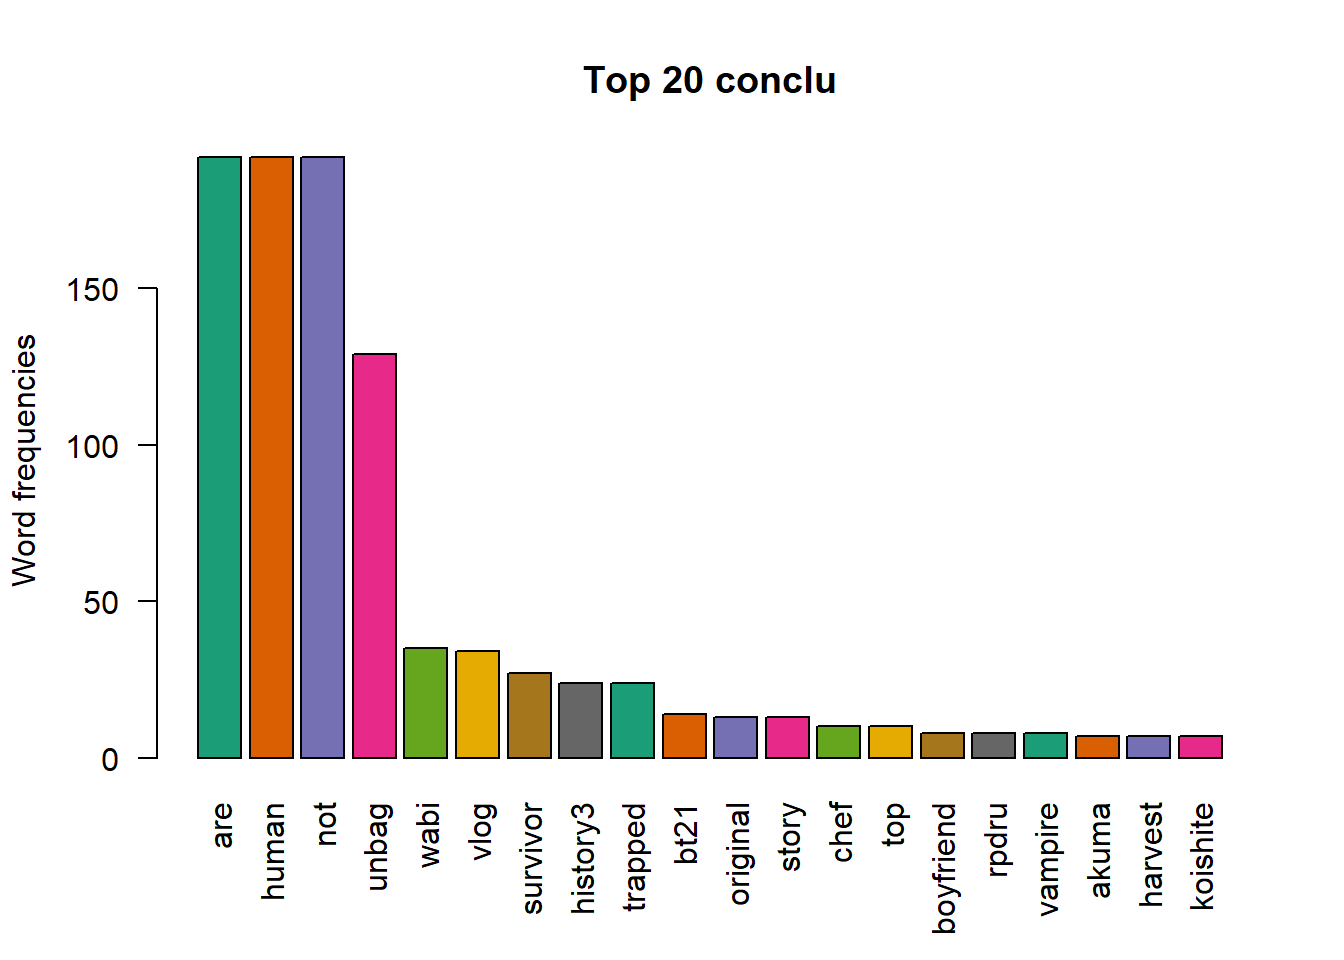 Top 20 conclu
Word frequencies
150
100
50
0
are
human
not
unbag
wabi
vlog
survivor
history3
trapped
bt21
original
story
chef
top
boyfriend
rpdru
vampire
akuma
harvest
koishite